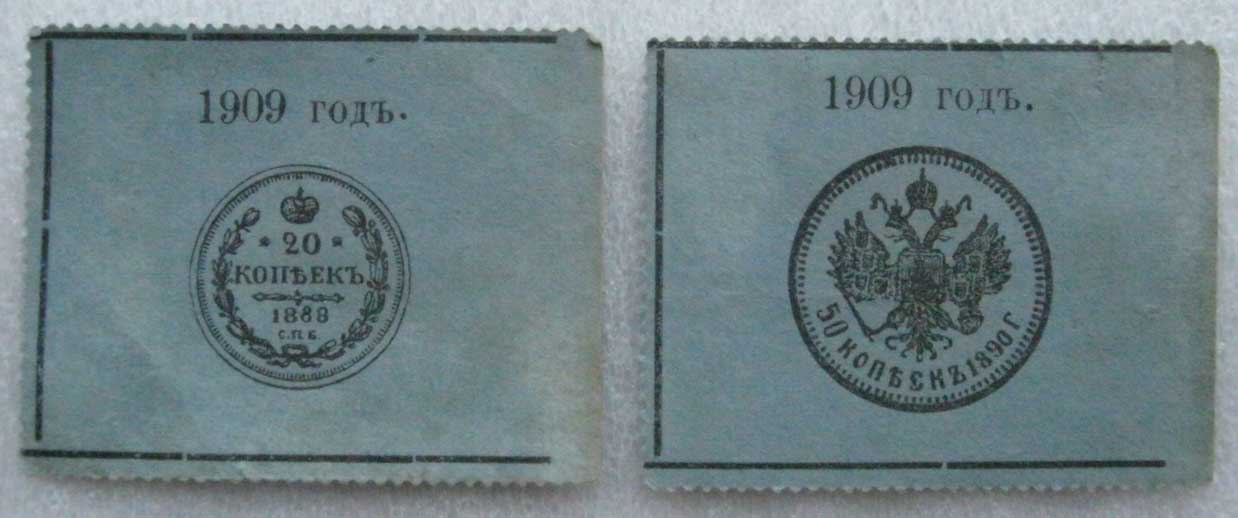 1909 годъ.
* 20 *
КОПѢЕКЪ
1888
С.П.Б.
1909 годъ.
50 КОПѢЕКЪ 1890 Г.